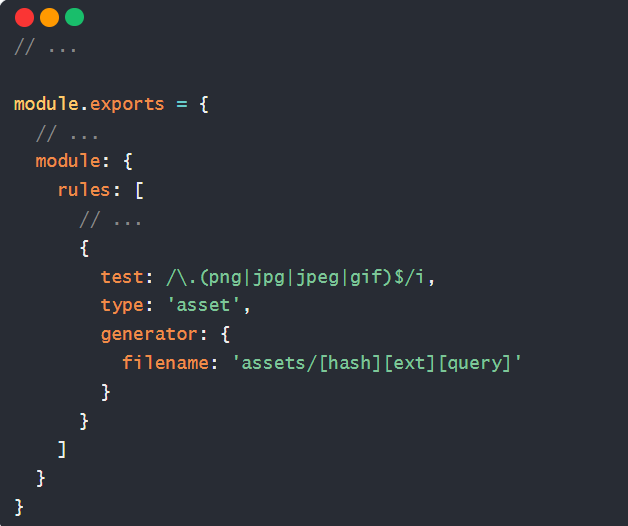 // ...

module.exports = {
  // ...
  module: {
    rules: [
      // ...
      {
        test: /\.(png|jpg|jpeg|gif)$/i,
        type: 'asset',
        generator: {
          filename: 'assets/[hash][ext][query]'
        }
      }
    ]
  }
}